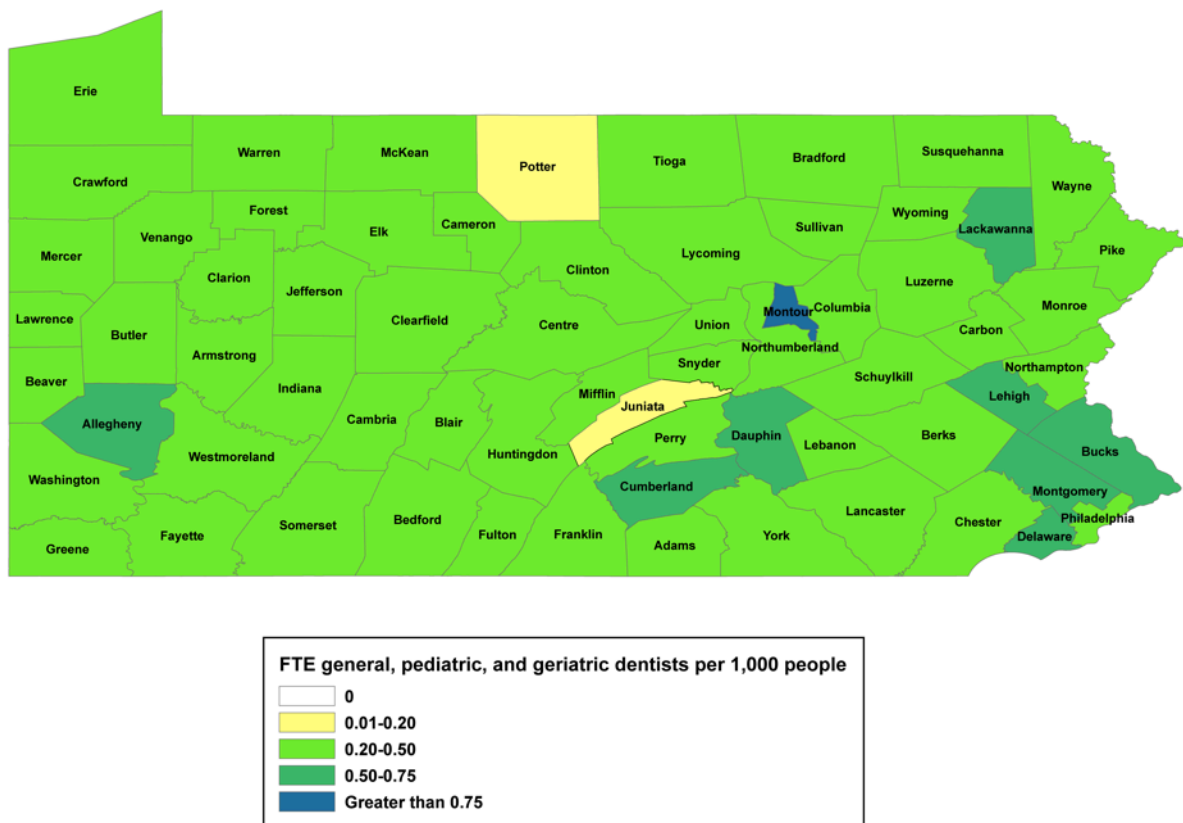 Erie
Warren
McKean
Potter
Tioga
Bradford
Susquehanna
Crawford
Wayne
Forest
Venango
Elk
Cameron
Sullivan
Wyoming
Lackawanna
Mercer
Clarion
Lycoming
Pike
Jefferson
Clinton
Luzerne
Monroe
Lawrence
Butler
Clearfield
Centre
Union
Montour
Columbia
Carbon
Armstrong
Northumberland
Beaver
Indiana
Snyder
Northampton
Mifflin
Schuylkill
Lehigh
Allegheny
Cambria
Blair
Juniata
Perry
Dauphin
Lebanon
Berks
Bucks
Westmoreland
Huntingdon
Washington
Cumberland
Montgomery
Somerset
Bedford
Lancaster
Chester
Philadelphia
Greene
Fayette
Fulton
Franklin
Adams
York
Delaware
FTE general, pediatric, and geriatric dentists per 1,000 people
0
0.01-0.20
0.20-0.50
0.50-0.75
Greater than 0.75